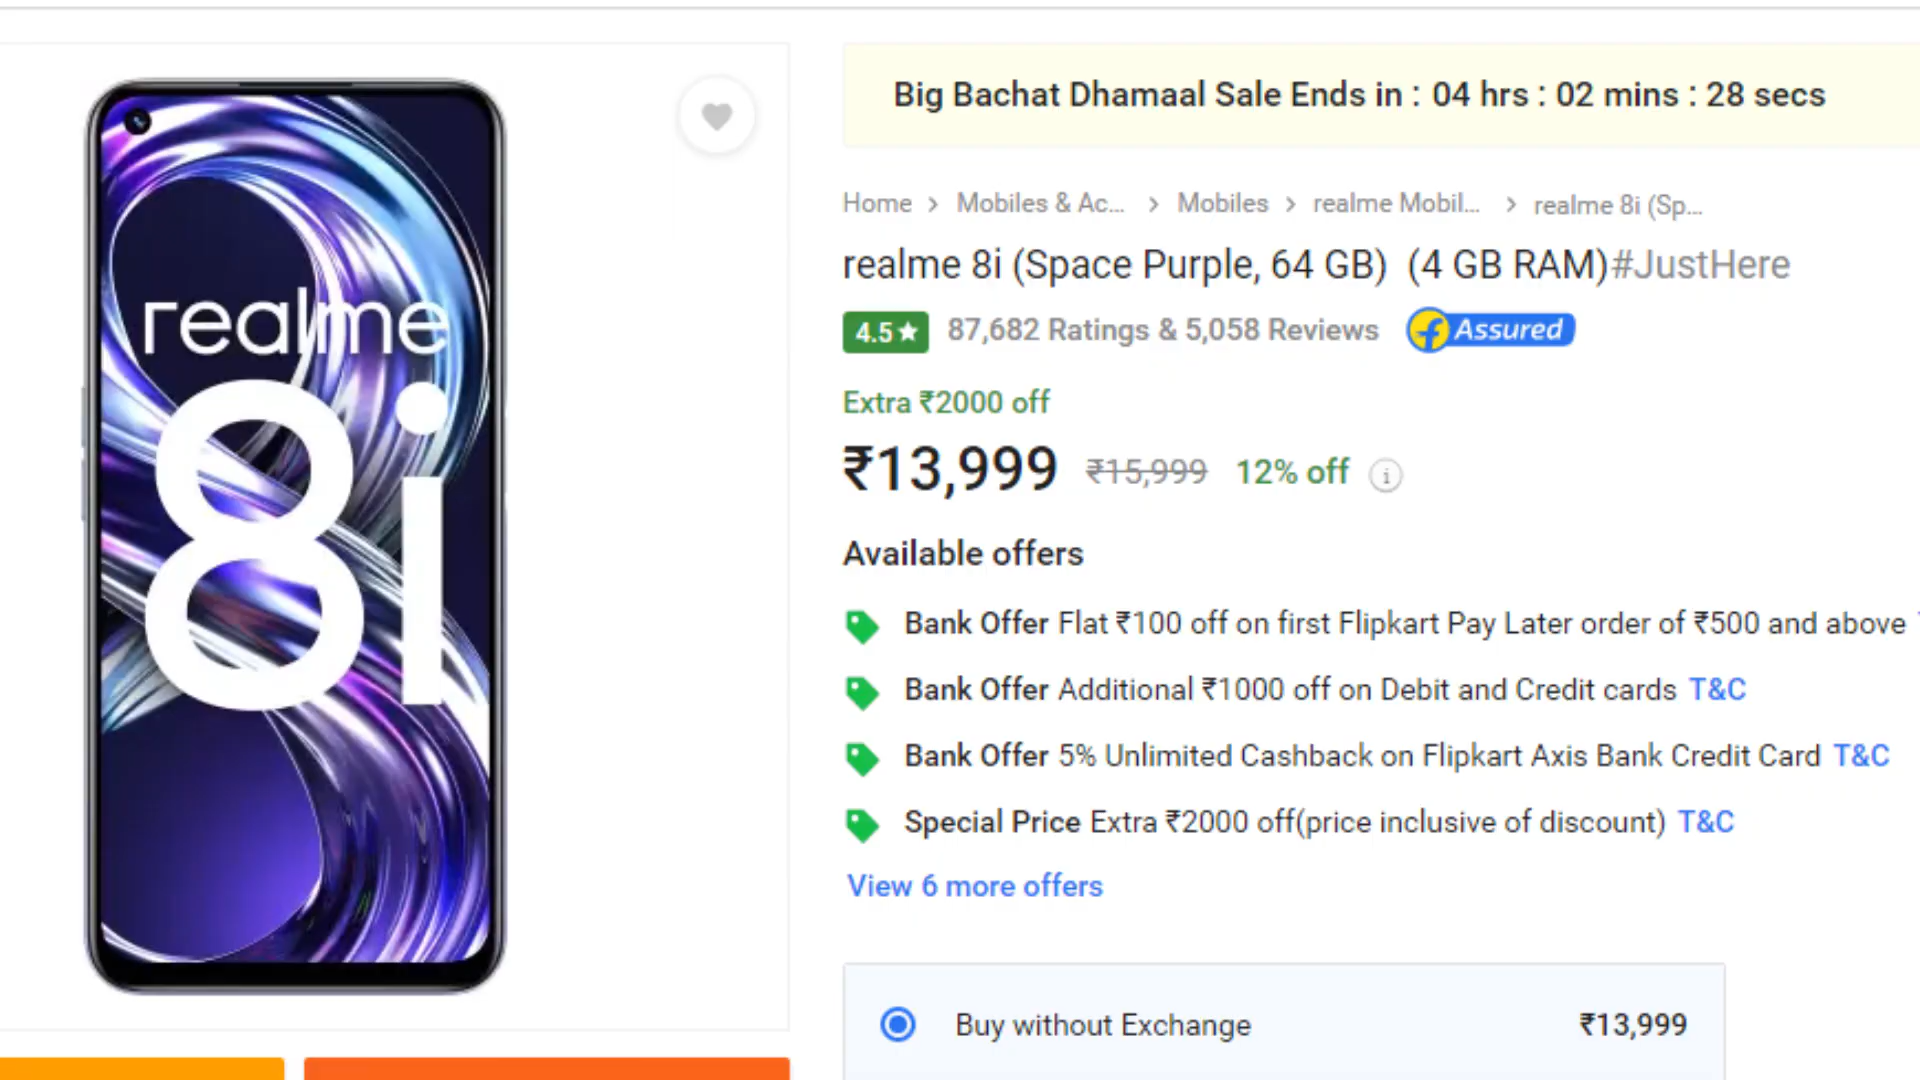 Big Bachat Dhamaal Sale Ends in : 04 hrs : 02 mins : 28 secs
Home > Mobiles & Ac... > Mobiles > realme Mobil... > realme 8i (Sp...
realme 8i (Space Purple, 64 GB) (4 GB RAM)#JustHere
4.5★ 87,682 Ratings & 5,058 Reviews Assured
Extra ₹2000 off
₹13,999 ₹15,999 12% off i
Available offers
Bank Offer Flat ₹100 off on first Flipkart Pay Later order of ₹500 and above
Bank Offer Additional ₹1000 off on Debit and Credit cards T&C
Bank Offer 5% Unlimited Cashback on Flipkart Axis Bank Credit Card T&C
Special Price Extra ₹2000 off(price inclusive of discount) T&C
View 6 more offers
Buy without Exchange ₹13,999
realme
8i